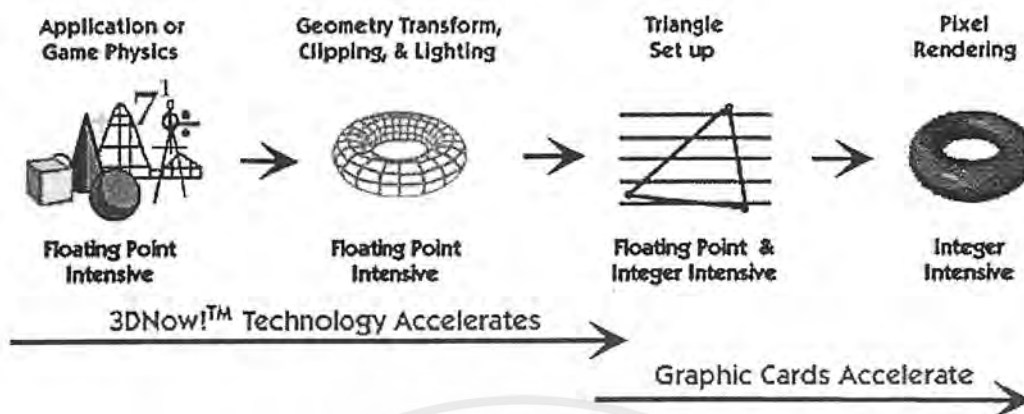 Application or
Game Physics
Geometry Transform,
Clipping, & Lighting
Triangle
Set up
Pixel
Rendering
7¹
Floating Point
Intensive
Floating Point
Intensive
Floating Point &
Integer Intensive
Integer
Intensive
3DNow!™ Technology Accelerates
Graphic Cards Accelerate